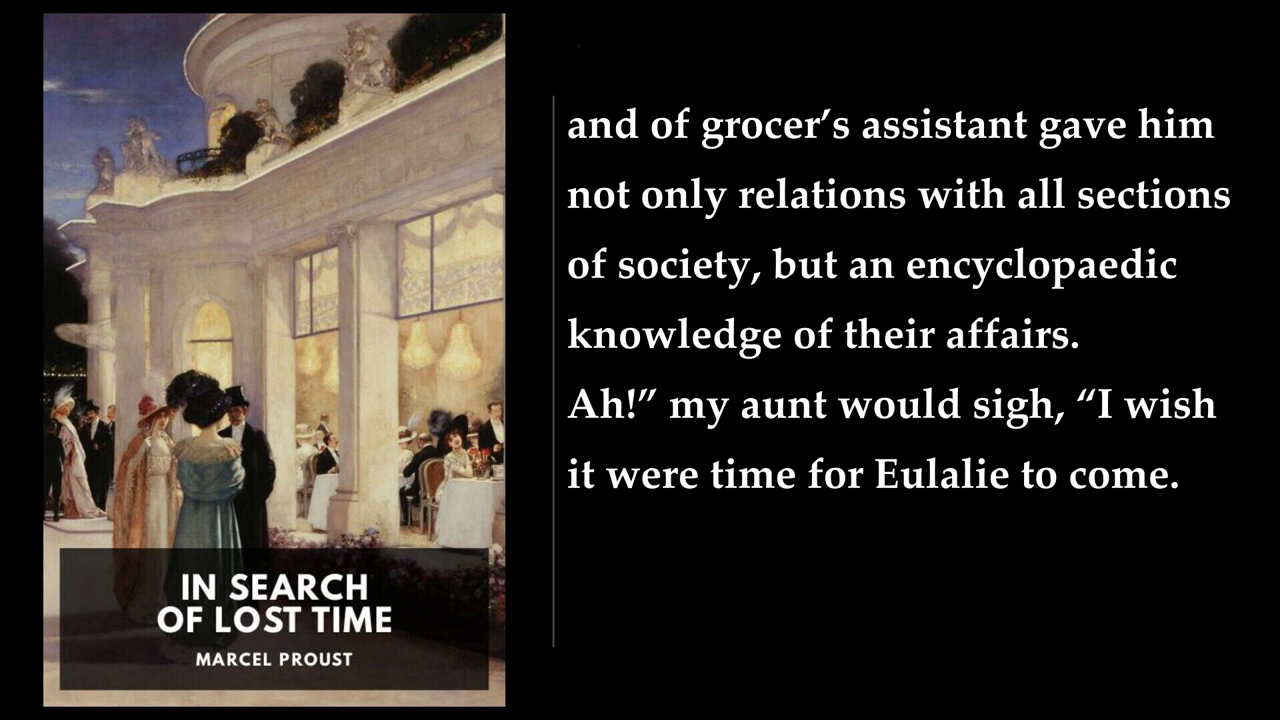 IN SEARCH
OF LOST TIME
MARCEL PROUST
and of grocer’s assistant gave him
not only relations with all sections
of society, but an encyclopaedic
knowledge of their affairs.
Ah!” my aunt would sigh, “I wish
it were time for Eulalie to come.